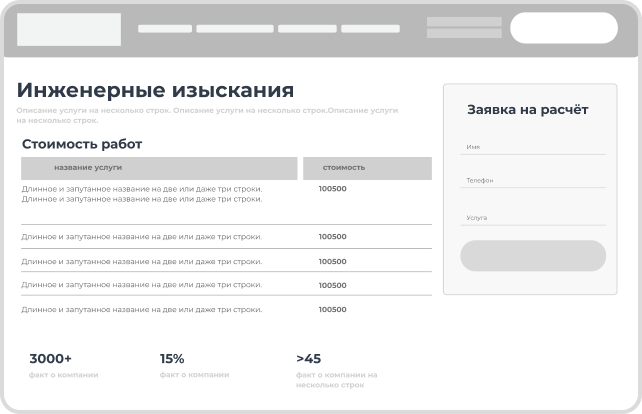 Инженерные изыскания
Описание услуги на несколько строк. Описание услуги на несколько строк.Описание услуги
на несколько строк.
Стоимость работ
название услуги
стоимость
Длинное и запутанное название на две или даже три строки.
Длинное и запутанное название на две или даже три строки.
100500
Длинное и запутанное название на две или даже три строки.
100500
Длинное и запутанное название на две или даже три строки.
100500
Длинное и запутанное название на две или даже три строки.
100500
Длинное и запутанное название на две или даже три строки.
100500
3000+
факт о компании
15%
факт о компании
>45
факт о компании на
несколько строк
Заявка на расчёт
Имя
Телефон
Услуга